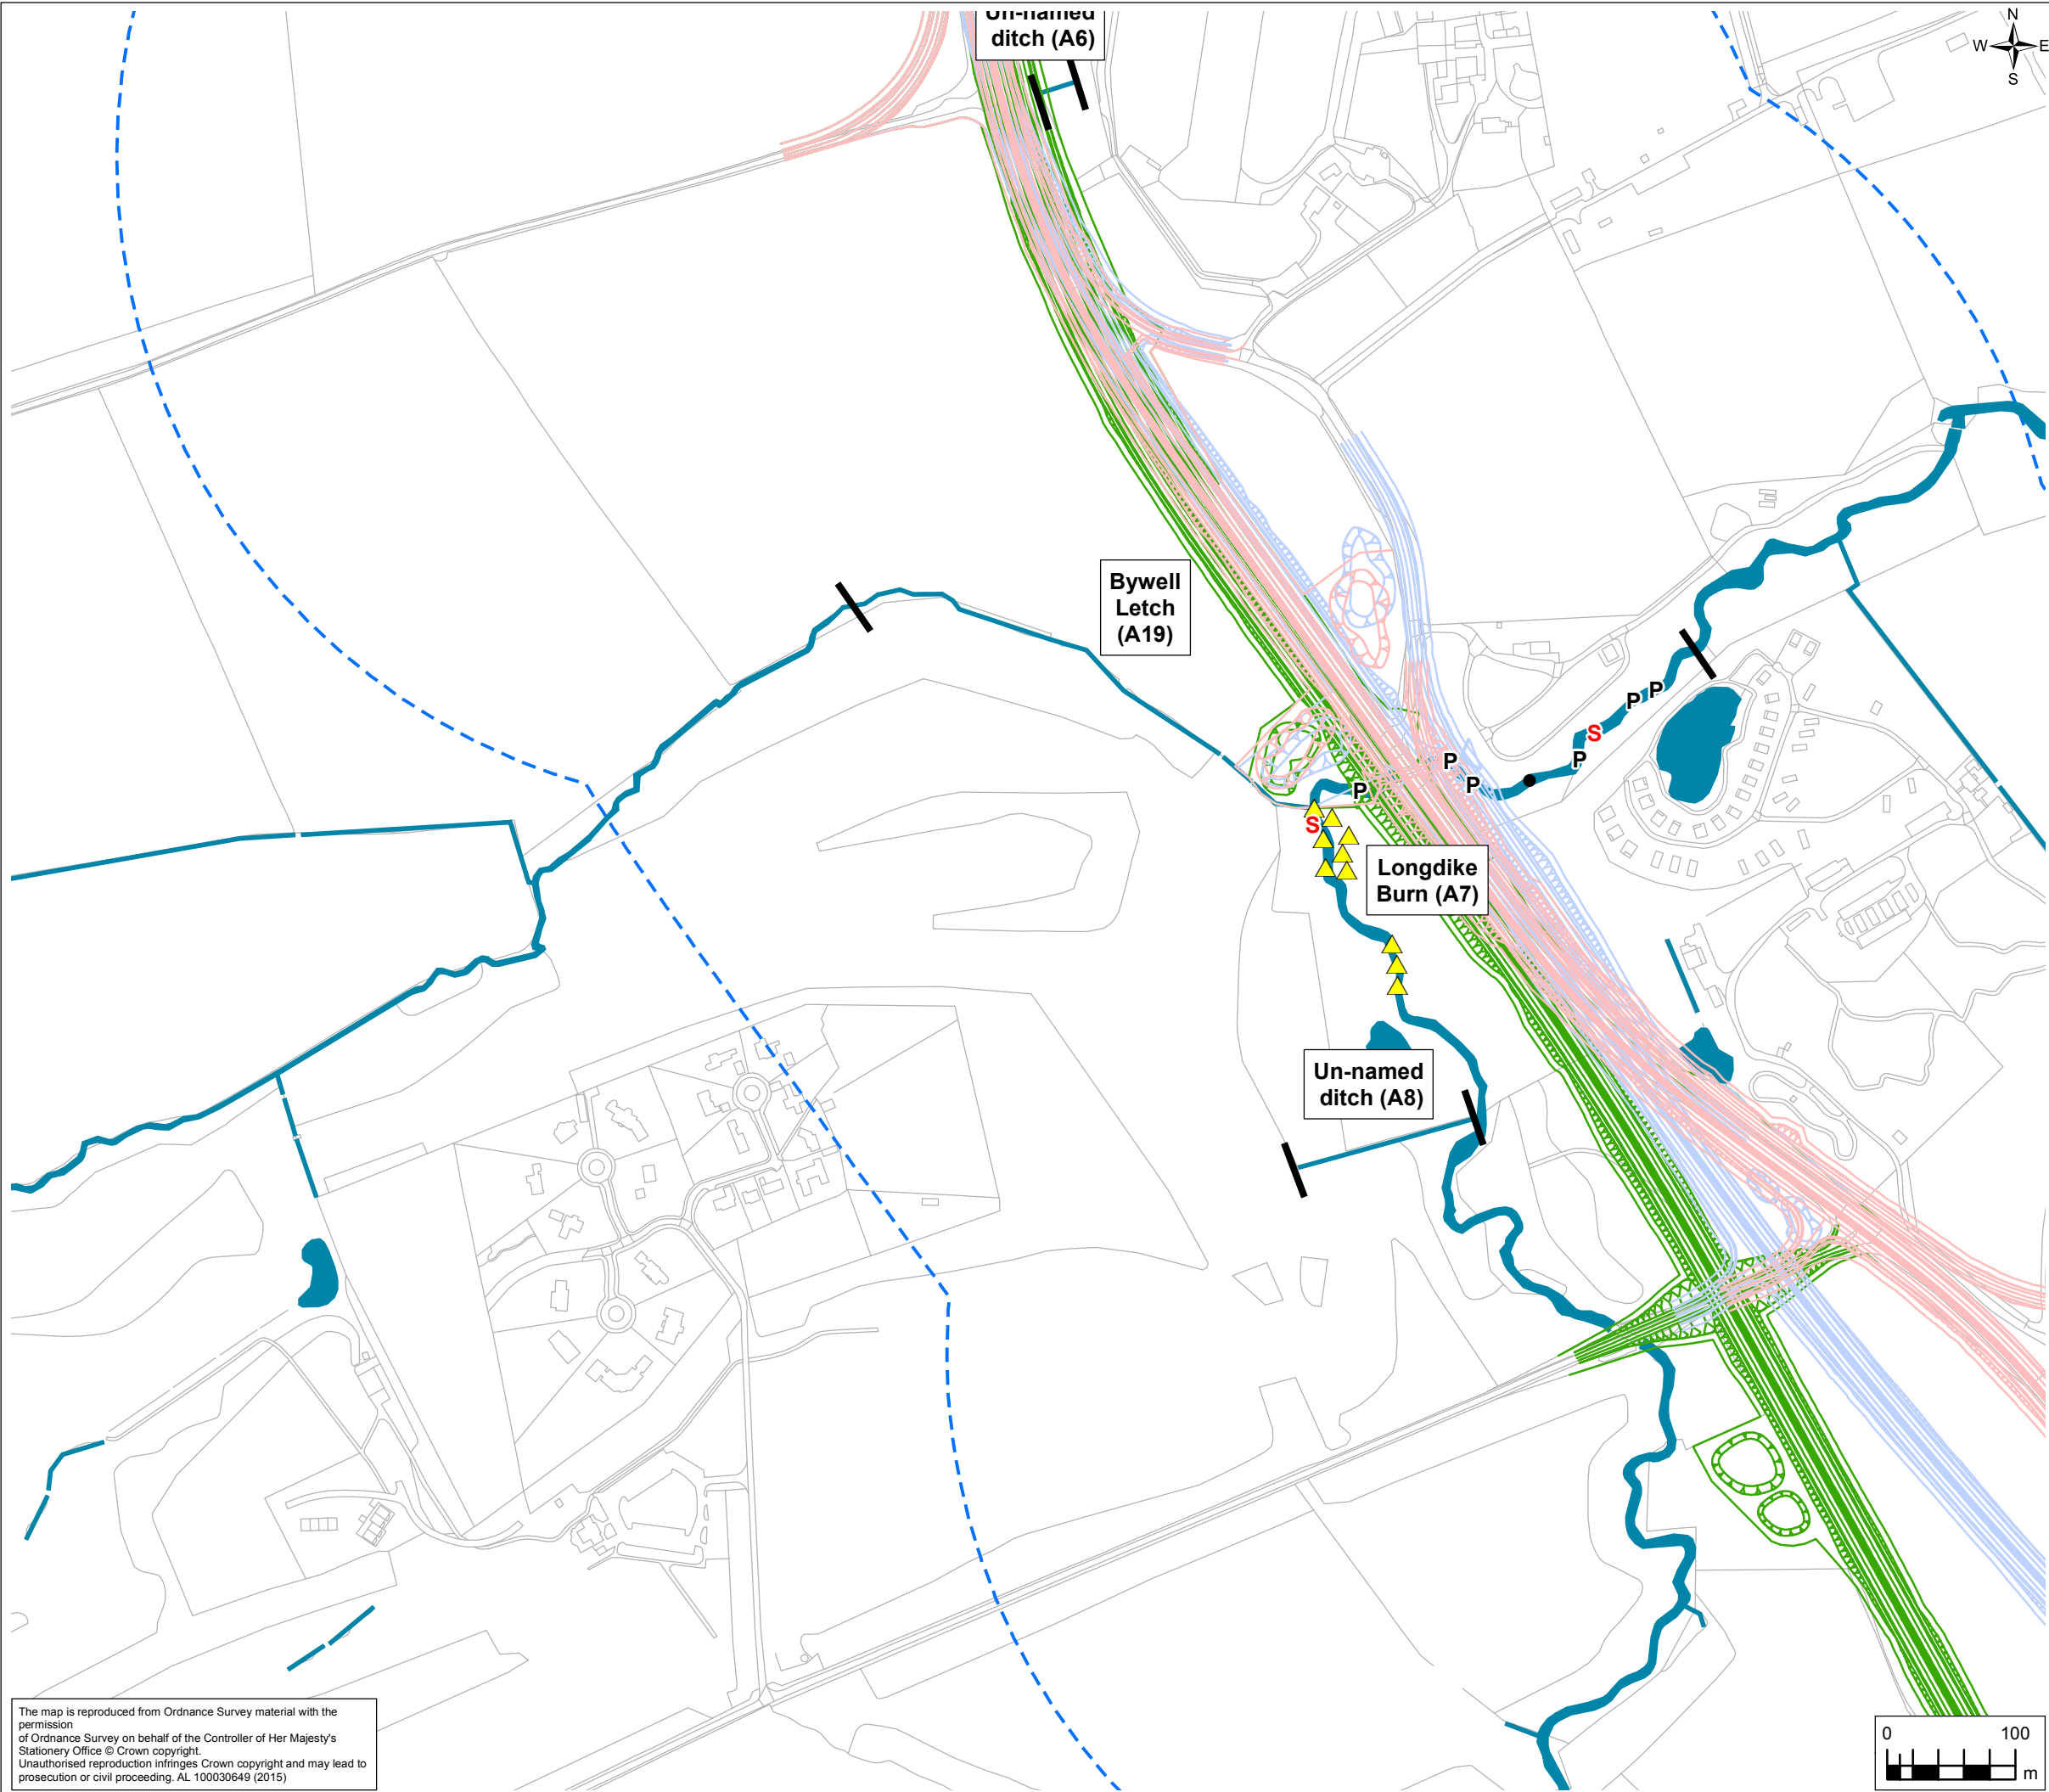 Un-named
ditch (A6)
N
W E
S
Bywell
Letch
(A19)
P
P
S
P
P
P
P
S
Longdike
Burn (A7)
Un-named
ditch (A8)
The map is reproduced from Ordnance Survey material with the
permission
of Ordnance Survey on behalf of the Controller of Her Majesty's
Stationery Office © Crown copyright.
Unauthorised reproduction infringes Crown copyright and may lead to
prosecution or civil proceeding. AL 100030649 (2015)
0 100
m